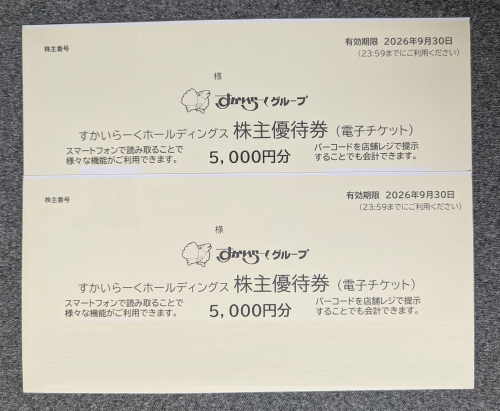 株主番号
有効期限 2026年9月30日
(23:59までにご利用ください)
様
すかいらーくグループ
すかいらーくホールディングス 株主優待券 (電子チケット)
スマートフォンで読み取ることで
様々な機能がご利用できます。
5,000円分
バーコードを店舗レジで提示
することでも会計できます。
株主番号
有効期限 2026年9月30日
(23:59までにご利用ください)
様
すかいらーくグループ
すかいらーくホールディングス 株主優待券 (電子チケット)
スマートフォンで読み取ることで
様々な機能がご利用できます。
5,000円分
バーコードを店舗レジで提示
することでも会計できます。